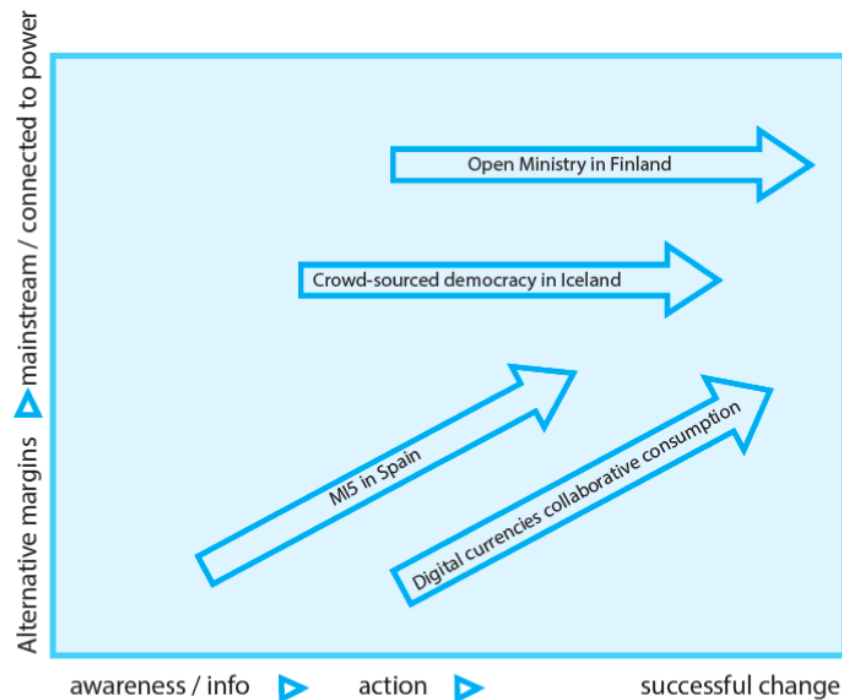 Alternative margins mainstream / connected to power
Open Ministry in Finland
Crowd-sourced democracy in Iceland
MI5 in Spain
Digital currencies collaborative consumption
awareness / info action successful change